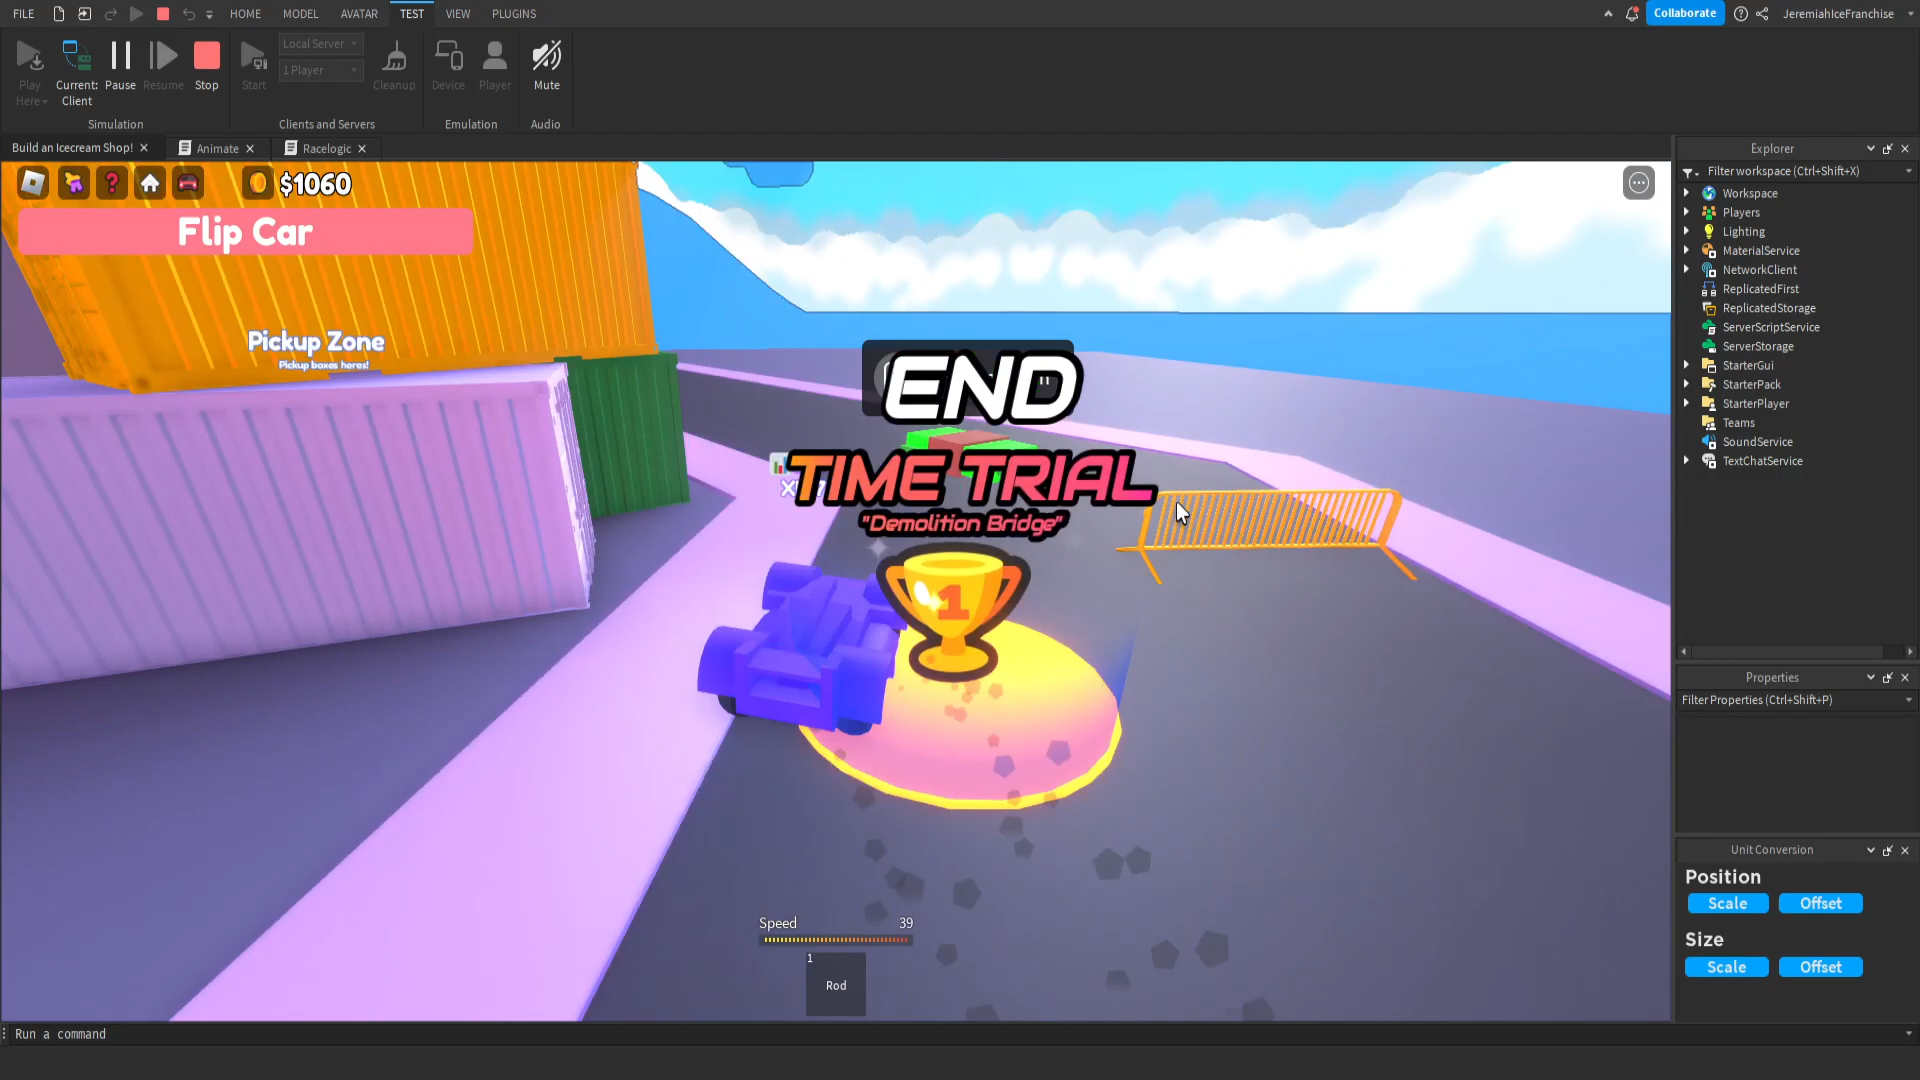 FILE
HOME
MODEL
AVATAR
TEST
VIEW
PLUGINS
Collaborate
JeremiahIceFranchise
Play
Here
Current:
Client
Pause
Resume
Stop
Simulation
Start
Local Server
1 Player
Cleanup
Clients and Servers
Device
Player
Emulation
Mute
Audio
Build an Icecream Shop!
Animate
Racelogic
$1060
Flip Car
Pickup Zone
Pickup boxes heres!
END
TIME TRIAL
"Demolition Bridge"
1
Speed 39
1
Rod
Explorer
Filter workspace (Ctrl+Shift+X)
Workspace
Players
Lighting
MaterialService
NetworkClient
ReplicatedFirst
ReplicatedStorage
ServerScriptService
ServerStorage
StarterGui
StarterPack
StarterPlayer
Teams
SoundService
TextChatService
Properties
Filter Properties (Ctrl+Shift+P)
Unit Conversion
Position
Scale Offset
Size
Scale Offset
Run a command